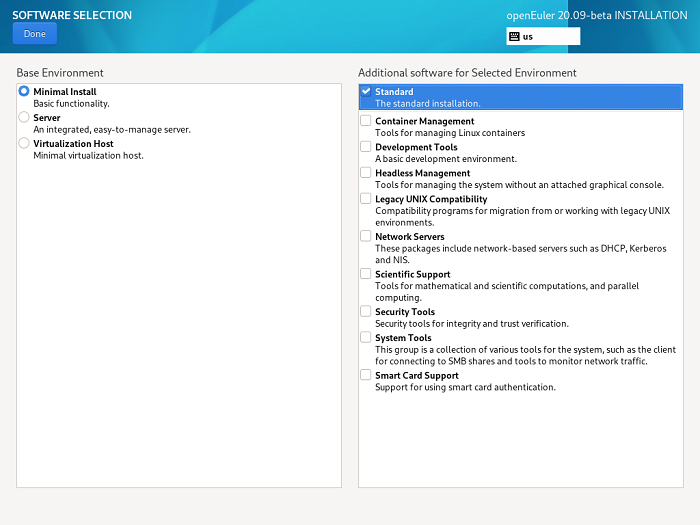 SOFTWARE SELECTION
openEuler 20.09-beta INSTALLATION
Done
us
Base Environment
Minimal Install
Basic functionality.
Server
An integrated, easy-to-manage server.
Virtualization Host
Minimal virtualization host.
Additional software for Selected Environment
Standard
The standard installation.
Container Management
Tools for managing Linux containers
Development Tools
A basic development environment.
Headless Management
Tools for managing the system without an attached graphical console.
Legacy UNIX Compatibility
Compatibility programs for migration from or working with legacy UNIX
environments.
Network Servers
These packages include network-based servers such as DHCP, Kerberos
and NIS.
Scientific Support
Tools for mathematical and scientific computations, and parallel
computing.
Security Tools
Security tools for integrity and trust verification.
System Tools
This group is a collection of various tools for the system, such as the client
for connecting to SMB shares and tools to monitor network traffic.
Smart Card Support
Support for using smart card authentication.